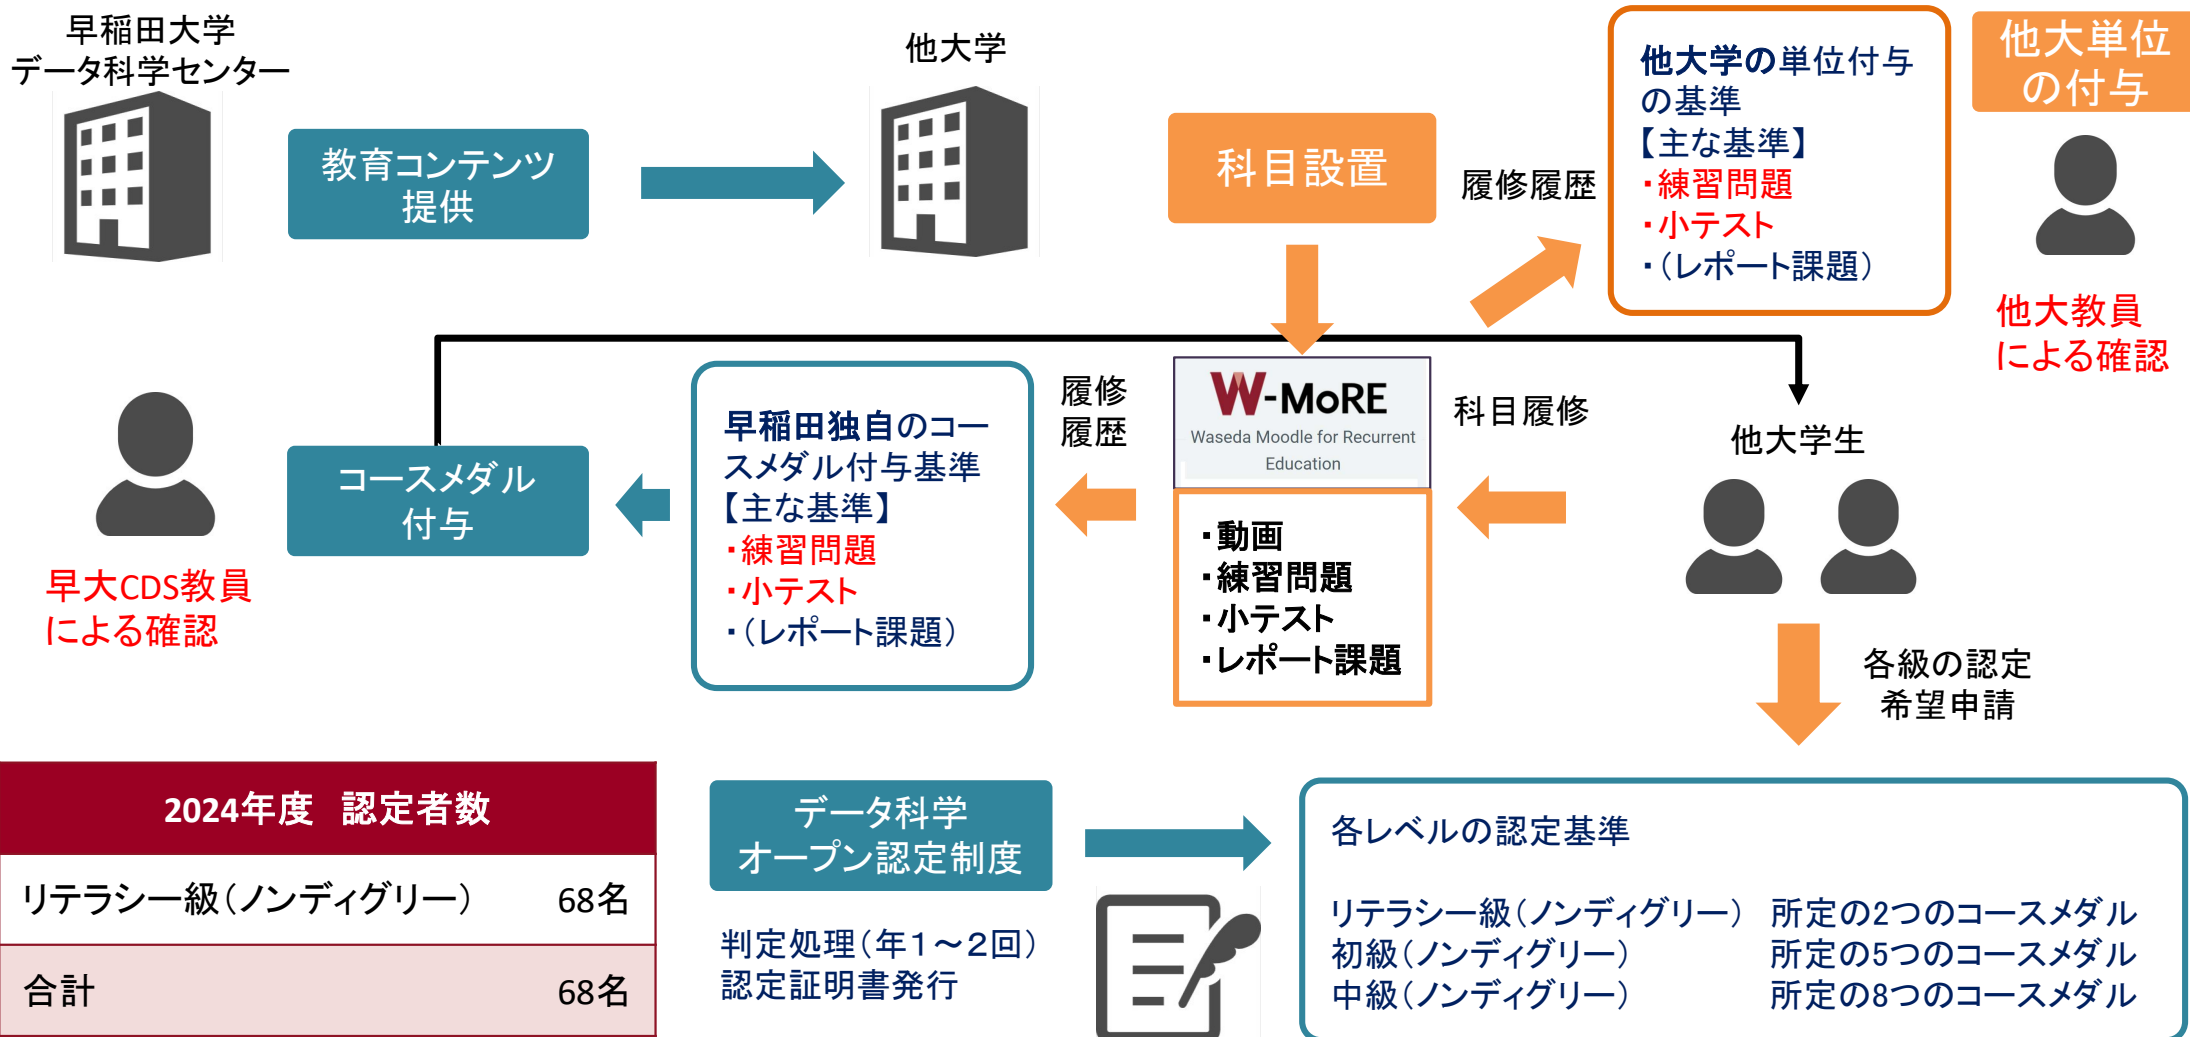 早稲田大学
データ科学センター
教育コンテンツ
提供
他大学
科目設置
履修履歴
他大学の単位付与
の基準
【主な基準】
・練習問題
・小テスト
・（レポート課題）
他大単位
の付与
他大教員
による確認
早大CDS教員
による確認
コースメダル
付与
早稲田独自のコー
スメダル付与基準
【主な基準】
・練習問題
・小テスト
・（レポート課題）
履修
履歴
W-MoRE
Waseda Moodle for Recurrent
Education
・動画
・練習問題
・小テスト
・レポート課題
科目履修
他大学生
各級の認定
希望申請
2024年度　認定者数
リテラシー級（ノンディグリー）　68名
合計　68名
データ科学
オープン認定制度
判定処理（年１～２回）
認定証明書発行
各レベルの認定基準
リテラシー級（ノンディグリー）　所定の2つのコースメダル
初級（ノンディグリー）　所定の5つのコースメダル
中級（ノンディグリー）　所定の8つのコースメダル